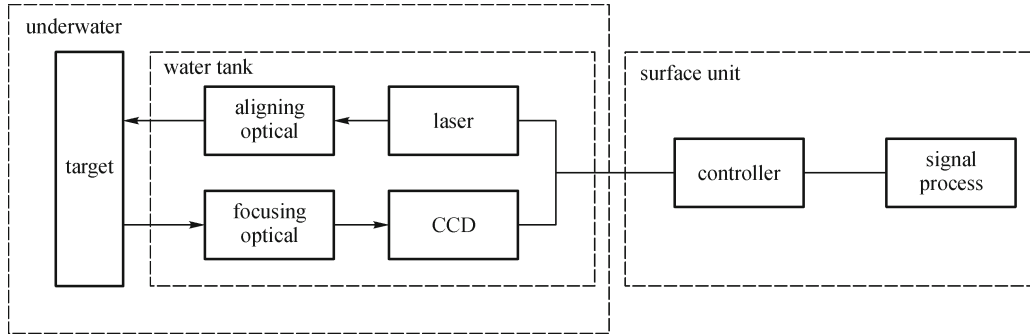 underwater
water tank
surface unit
aligning
optical
laser
target
controller
signal
process
focusing
optical
CCD